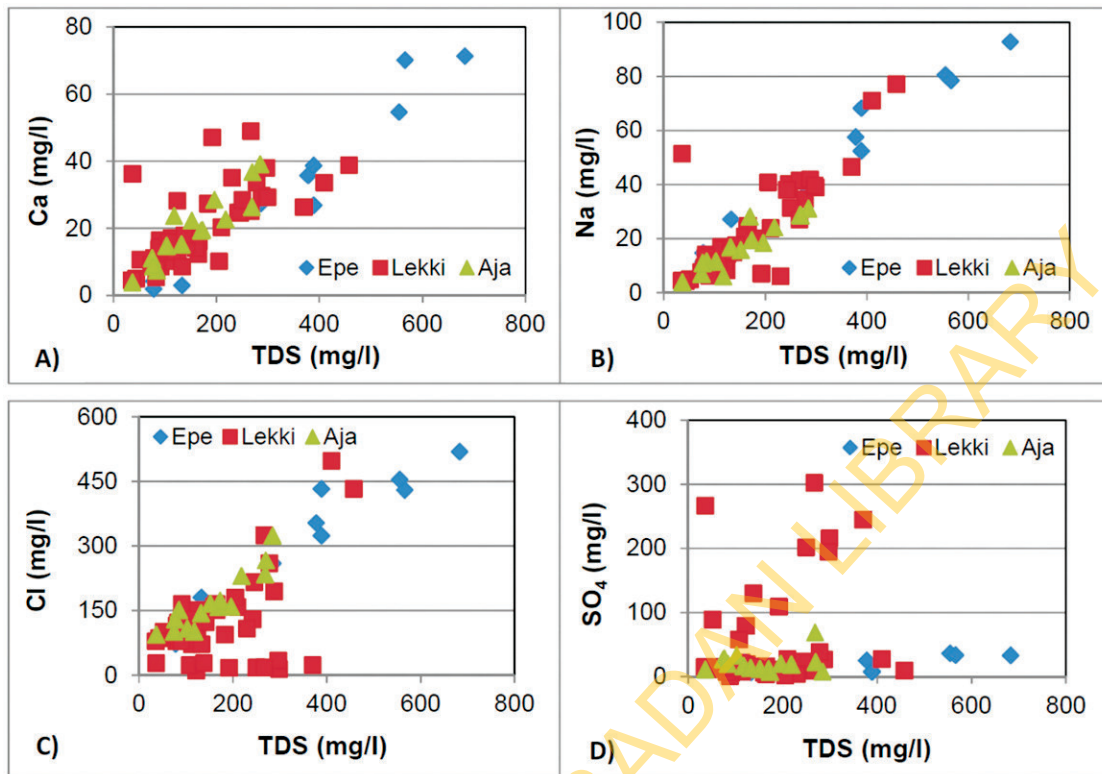 80
60
40
20
0
Ca (mg/l)
Epe Lekki Aja
0 200 400 600 800
A) TDS (mg/l)
100
80
60
40
20
0
Na (mg/l)
Epe Lekki Aja
0 200 400 600 800
B) TDS (mg/l)
600
450
300
150
0
Cl (mg/l)
Epe Lekki Aja
0 200 400 600 800
C) TDS (mg/l)
400
300
200
100
0
SO₄ (mg/l)
Epe Lekki Aja
0 200 400 600 800
D) TDS (mg/l)
LIBRARY